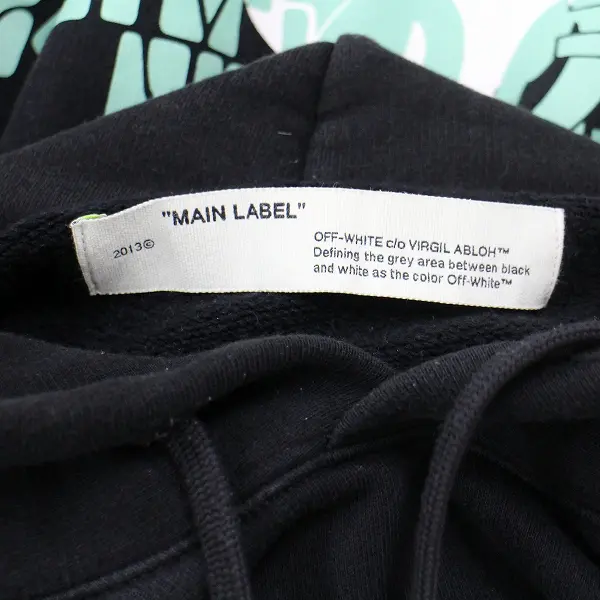 "MAIN LABEL"
2013©
OFF-WHITE c/o VIRGIL ABLOH™
Defining the grey area between black
and white as the color Off-White™